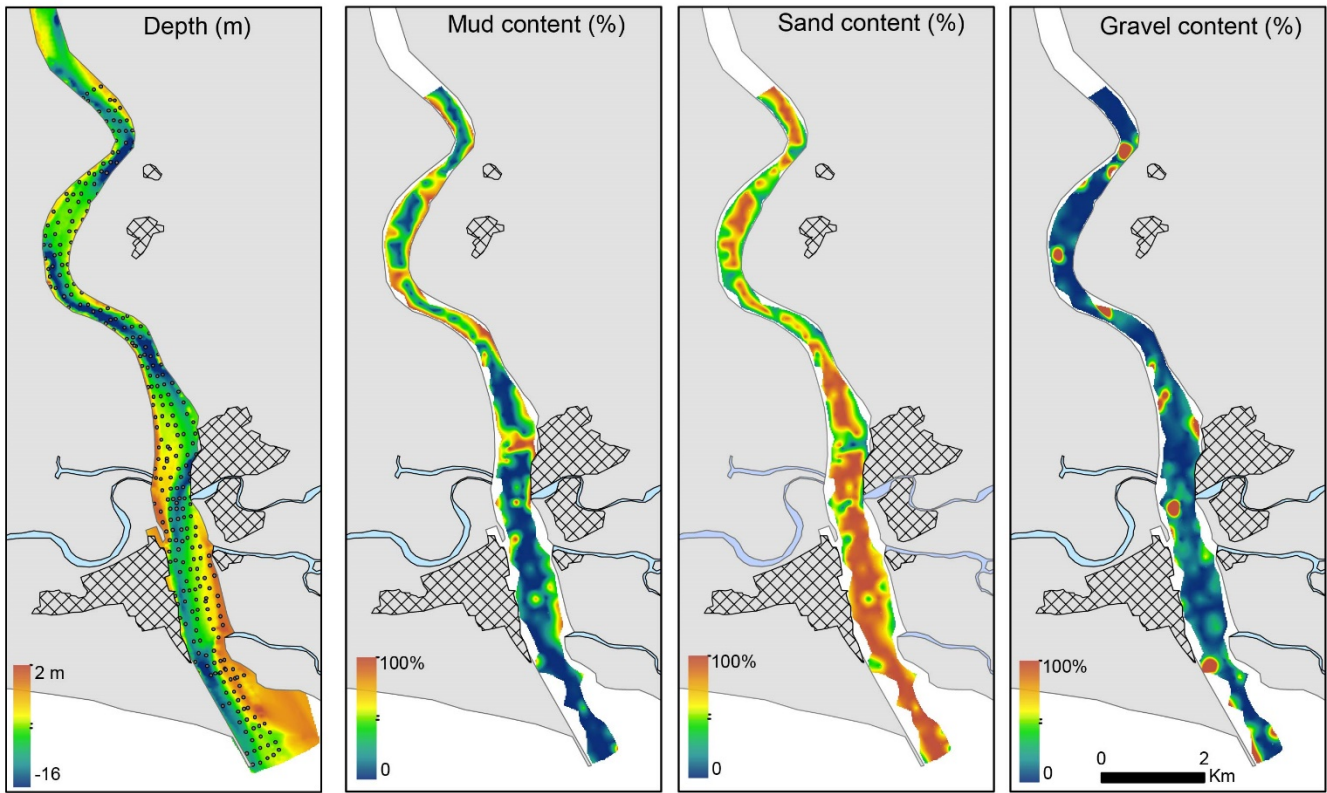 Depth (m)
Mud content (%)
Sand content (%)
Gravel content (%)
2 m
-16
100%
0
100%
0
100%
0
0 2
Km